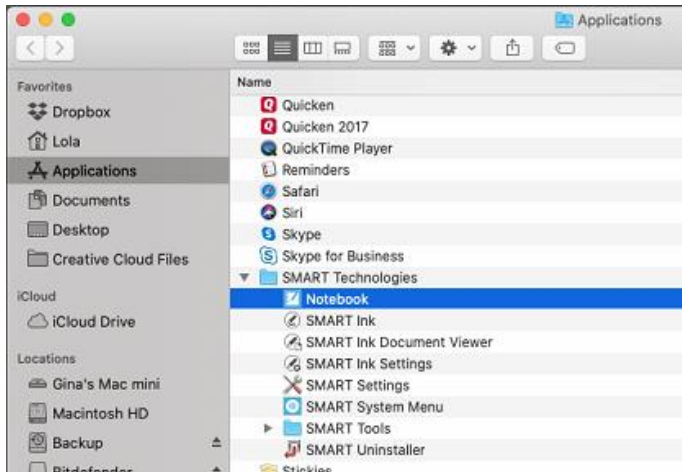 Applications
Favorites
Dropbox
Lola
Applications
Documents
Desktop
Creative Cloud Files
iCloud
iCloud Drive
Locations
Gina's Mac mini
Macintosh HD
Backup
Bitdefender
Name
Quicken
Quicken 2017
QuickTime Player
Reminders
Safari
Siri
Skype
Skype for Business
SMART Technologies
Notebook
SMART Ink
SMART Ink Document Viewer
SMART Ink Settings
SMART Settings
SMART System Menu
SMART Tools
SMART Uninstaller
Stickies